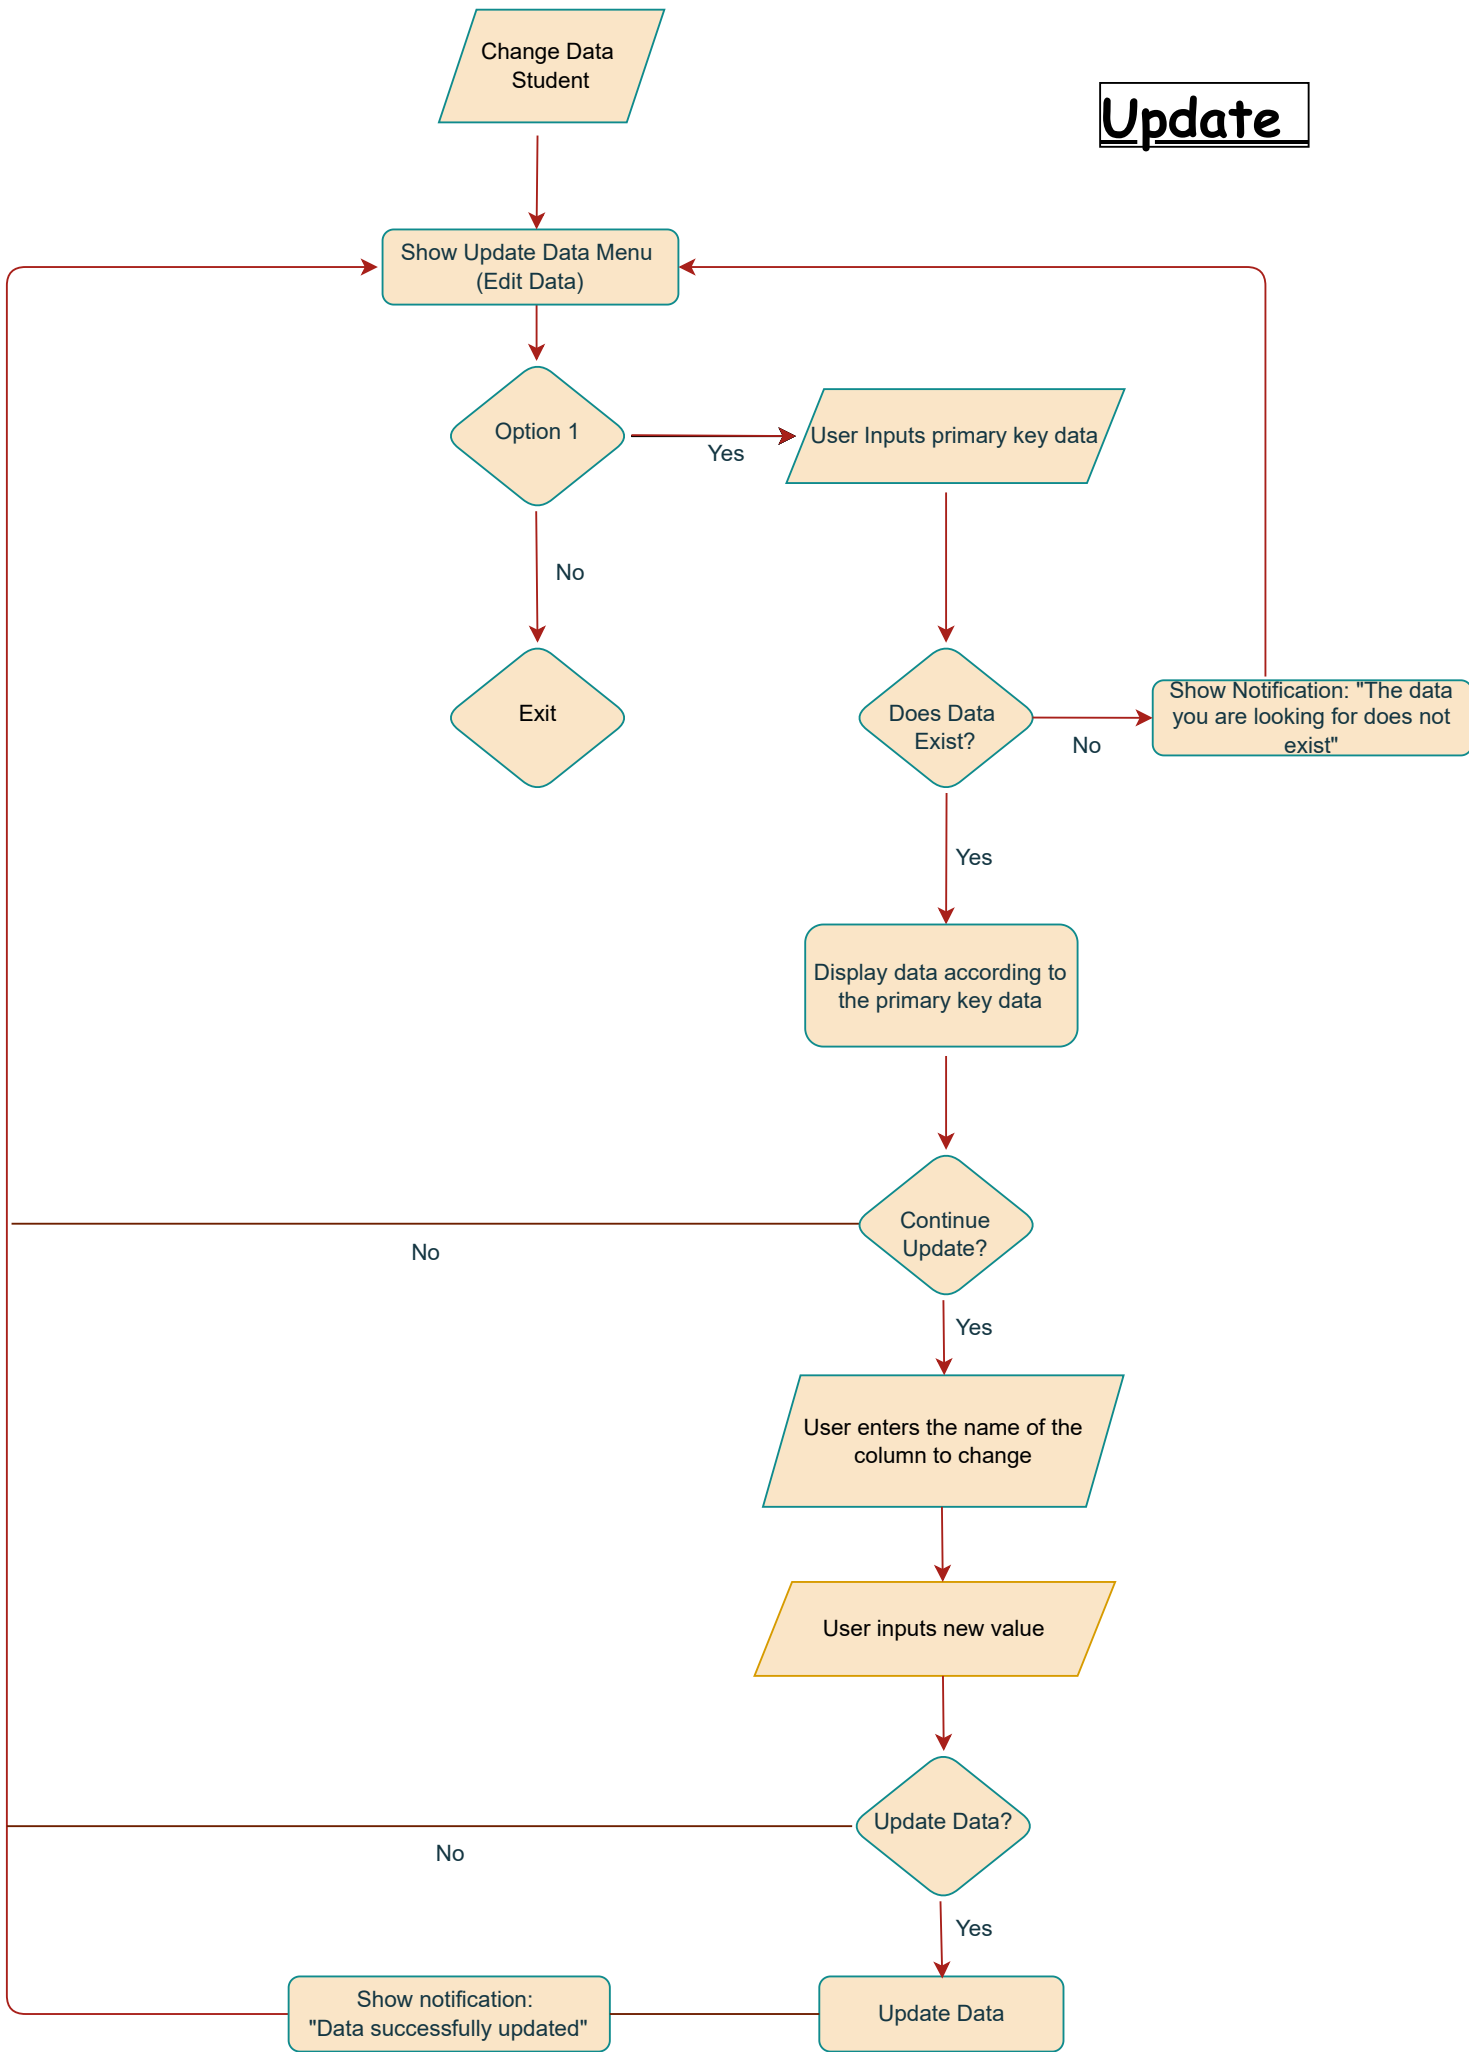 Change Data
Student
Update
Show Update Data Menu
(Edit Data)
Option 1
Yes
User Inputs primary key data
No
Exit
Does Data
Exist?
No
Show Notification: "The data
you are looking for does not
exist"
Yes
Display data according to
the primary key data
Continue
Update?
No
Yes
User enters the name of the
column to change
User inputs new value
Update Data?
No
Yes
Show notification:
"Data successfully updated"
Update Data